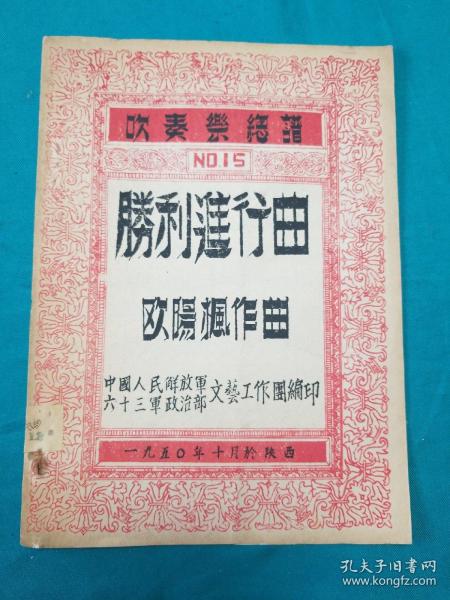 吹奏樂総譜
NO.15
勝利進行曲
欧陽楓作曲
中國人民解放軍
六十三軍政治部
文藝工作團編印
一九五〇年十月於陝西
孔夫子旧书网
www.kongfz.com